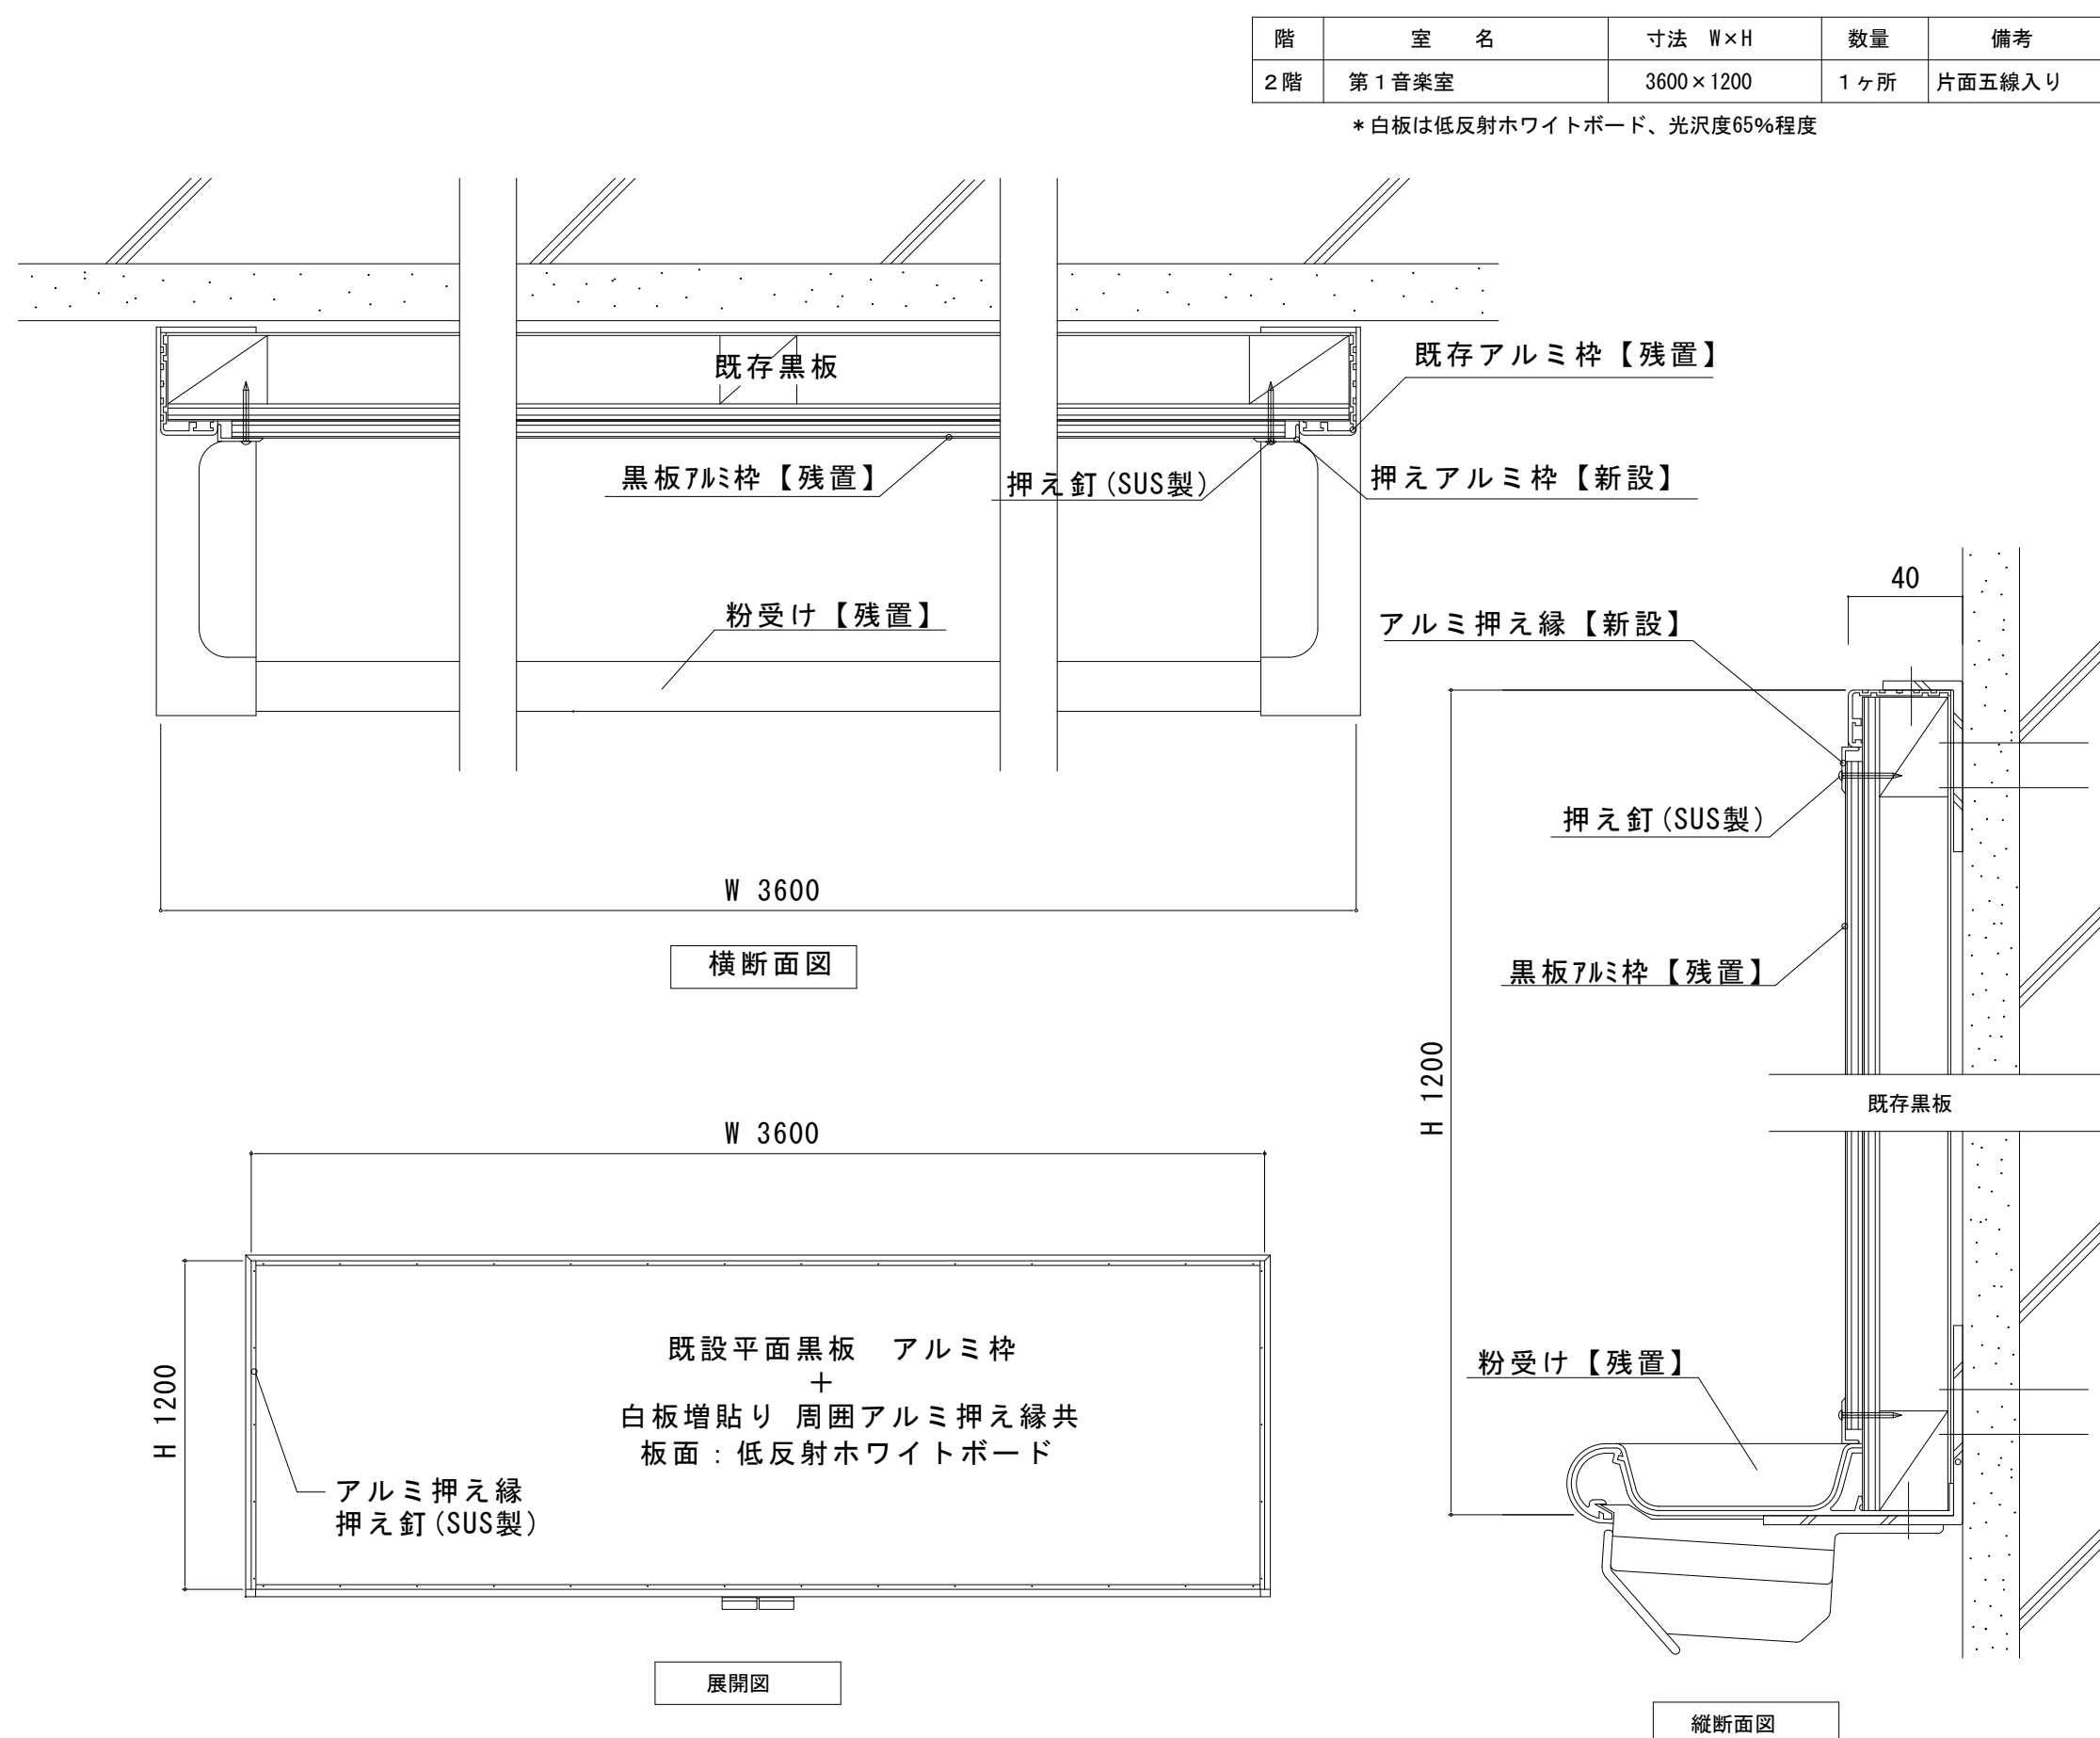 階 室 名 寸法 W×H 数量 備考
2階 第1音楽室 3600×1200 1ヶ所 片面五線入り
*白板は低反射ホワイトボード、光沢度65%程度
既存黒板
既存アルミ枠【残置】
黒板ｱﾙﾐ枠【残置】
押え釘(SUS製)
押えアルミ枠【新設】
粉受け【残置】
W 3600
横断面図
40
アルミ押え縁【新設】
押え釘(SUS製)
黒板ｱﾙﾐ枠【残置】
H 1200
既存黒板
粉受け【残置】
縦断面図
W 3600
H 1200
既設平面黒板 アルミ枠
+
白板増貼り 周囲アルミ押え縁共
板面:低反射ホワイトボード
アルミ押え縁
押え釘(SUS製)
展開図